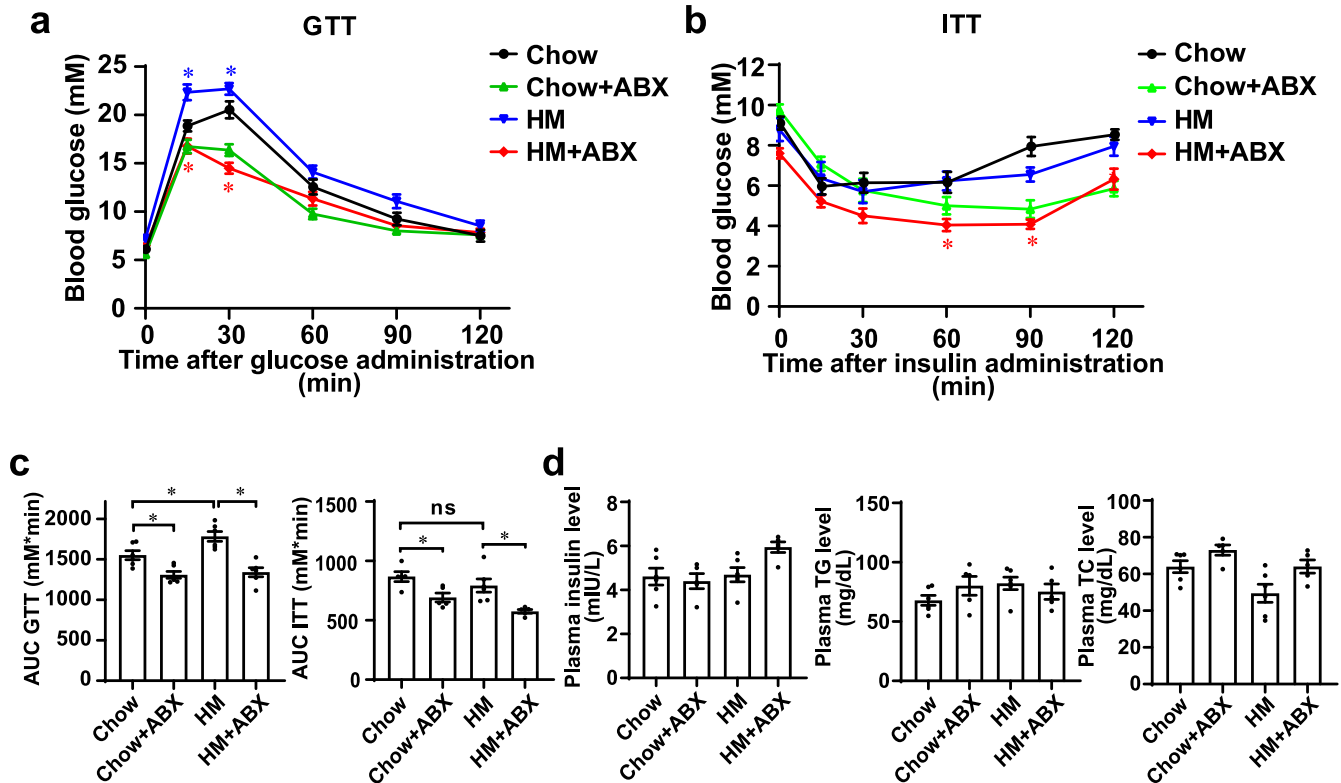 a
GTT
Blood glucose (mM)
25
20
15
10
5
0
* *
* *
0 30 60 90 120
Time after glucose administration
(min)
Chow
Chow+ABX
HM
HM+ABX
b
ITT
Blood glucose (mM)
12
10
8
6
4
2
0
* *
0 30 60 90 120
Time after insulin administration
(min)
Chow
Chow+ABX
HM
HM+ABX
c
AUC GTT (mM*min)
2000
1500
1000
500
0
* *
*
Chow
Chow+ABX
HM
HM+ABX
AUC ITT (mM*min)
1500
1000
500
0
ns
* *
Chow
Chow+ABX
HM
HM+ABX
d
Plasma insulin level
(mIU/L)
8
6
4
2
0
Chow
Chow+ABX
HM
HM+ABX
Plasma TG level
(mg/dL)
150
100
50
0
Chow
Chow+ABX
HM
HM+ABX
Plasma TC level
(mg/dL)
100
80
60
40
20
0
Chow
Chow+ABX
HM
HM+ABX